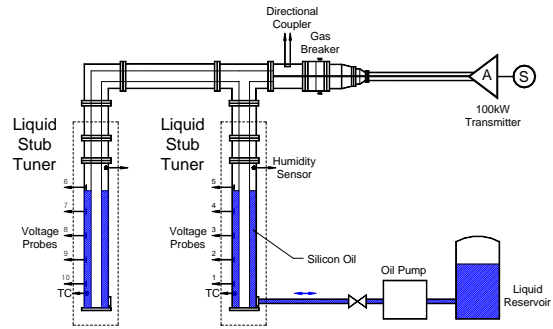 Directional
Coupler
Gas
Breaker
A
S
100kW
Transmitter
Liquid
Stub
Tuner
Liquid
Stub
Tuner
Humidity
Sensor
6
7
8
9
10
Voltage
Probes
TC
5
4
3
2
1
Voltage
Probes
TC
Silicon Oil
Oil Pump
Liquid
Reservoir